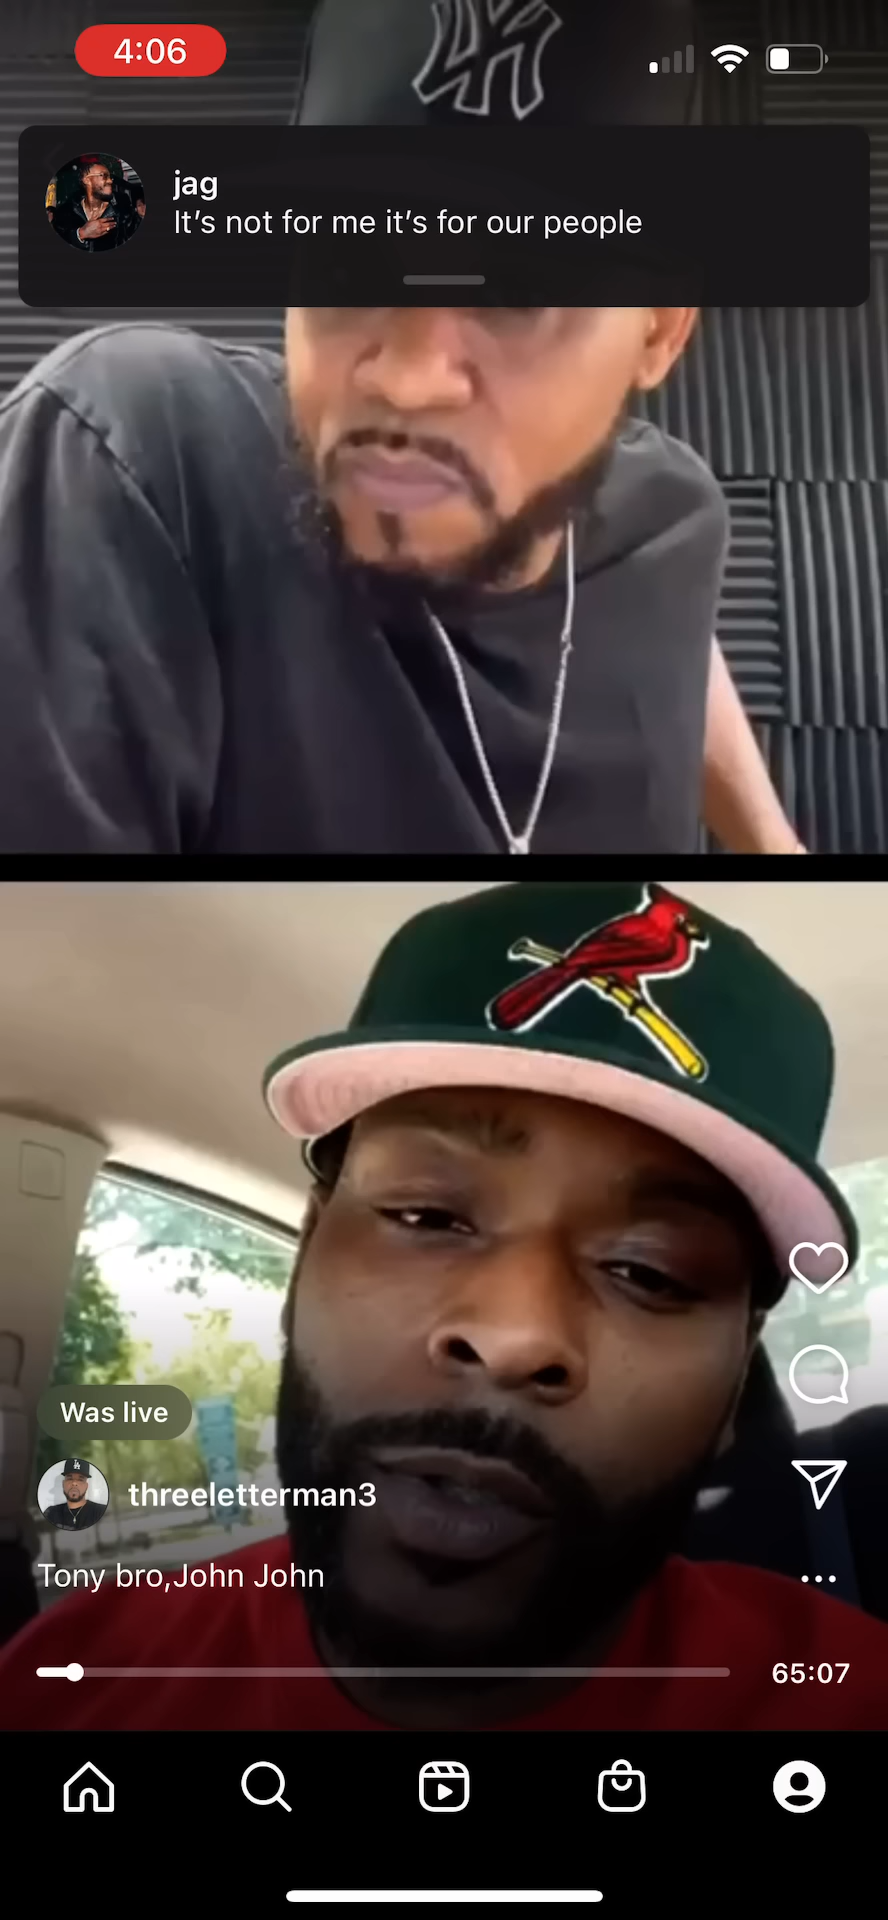 4:06
jag
It’s not for me it’s for our people
Was live
threeletterman3
Tony bro,John John
65:07